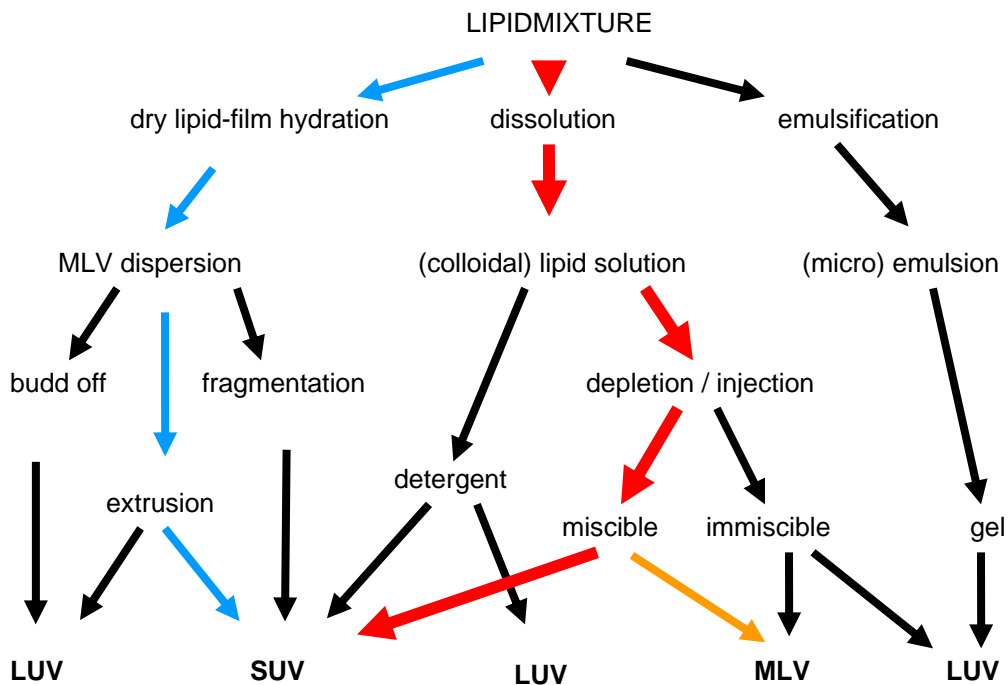 LIPIDMIXTURE
dry lipid-film hydration
dissolution
emulsification
MLV dispersion
(colloidal) lipid solution
(micro) emulsion
budd off
fragmentation
depletion / injection
detergent
extrusion
miscible
immiscible
gel
LUV
SUV
LUV
MLV
LUV